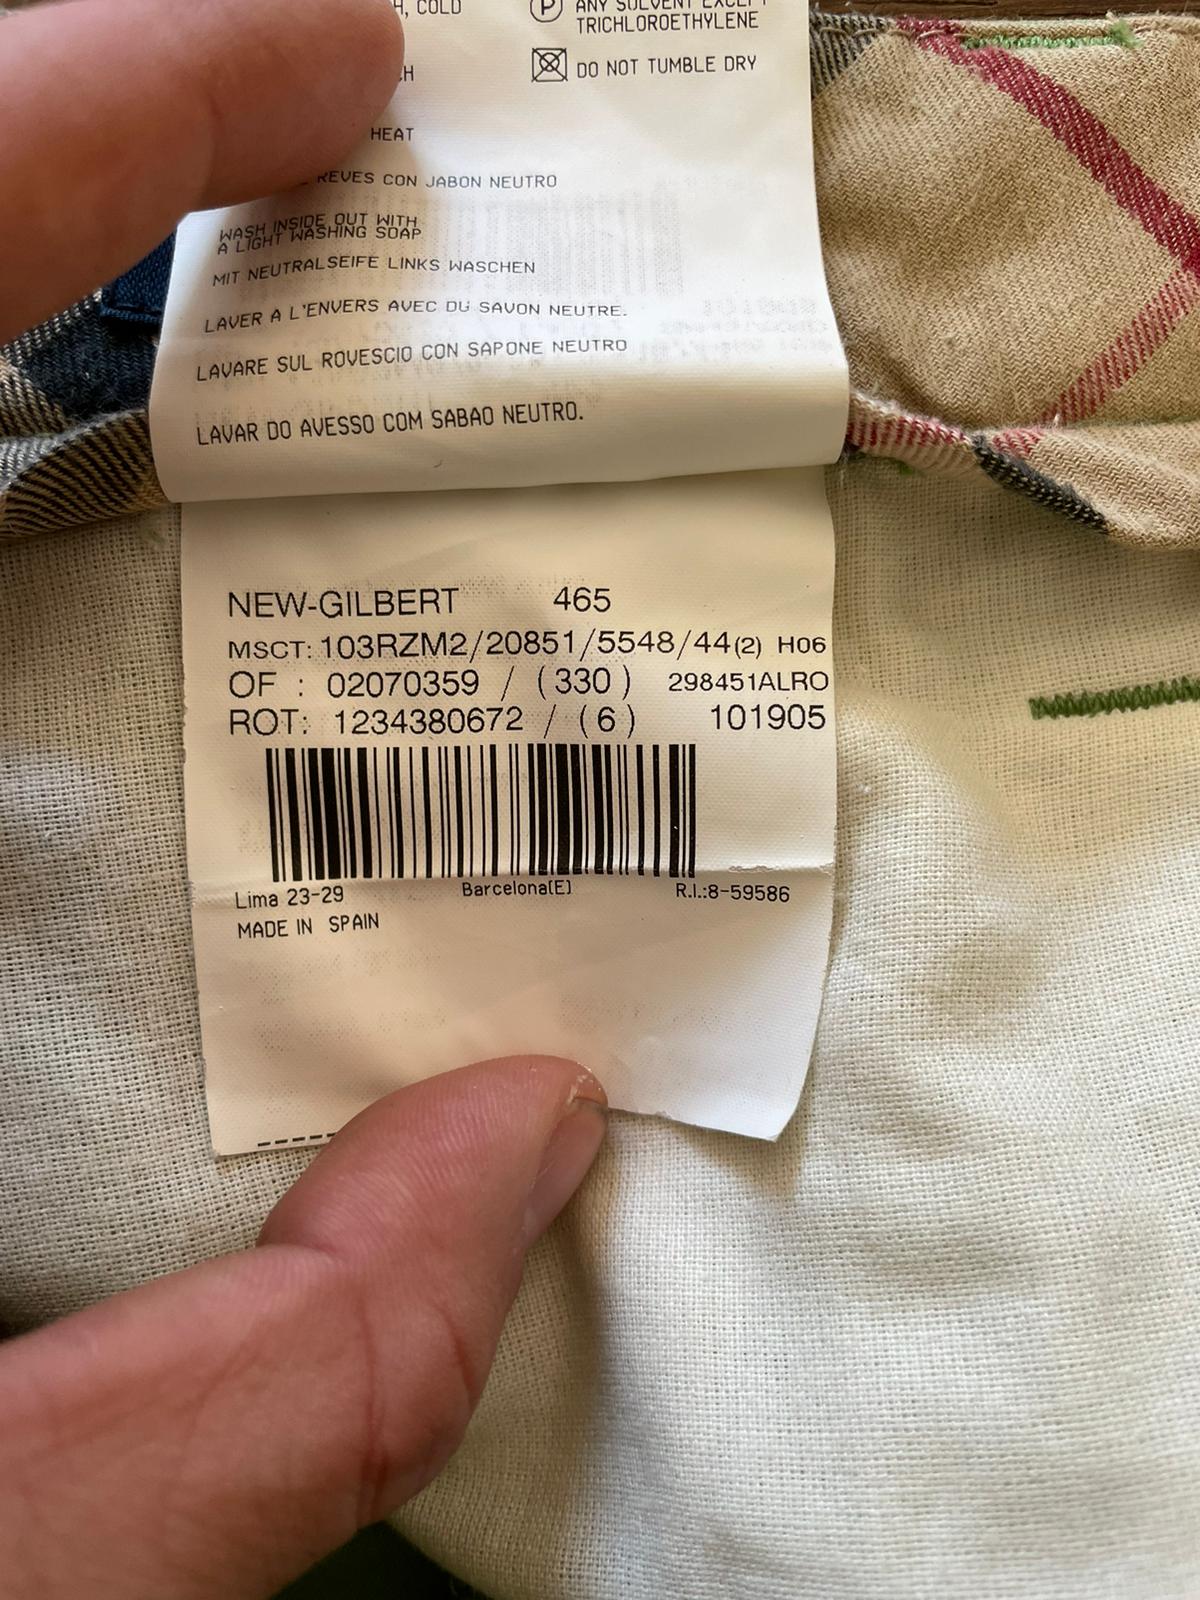 H, COLD
P ANY SOLVENT EXCEPT
TRICHLOROETHYLENE
CH
DO NOT TUMBLE DRY
HEAT
REVES CON JABON NEUTRO
WASH INSIDE OUT WITH
A LIGHT WASHING SOAP
MIT NEUTRALSEIFE LINKS WASCHEN
LAVER A L'ENVERS AVEC DU SAVON NEUTRE.
LAVARE SUL ROVESCIO CON SAPONE NEUTRO
LAVAR DO AVESSO COM SABAO NEUTRO.
NEW-GILBERT 465
MSCT: 103RZM2/20851/5548/44(2) H06
OF : 02070359 / (330) 298451ALRO
ROT: 1234380672 / (6) 101905
Lima 23-29 Barcelona(E) R.I.:8-59586
MADE IN SPAIN